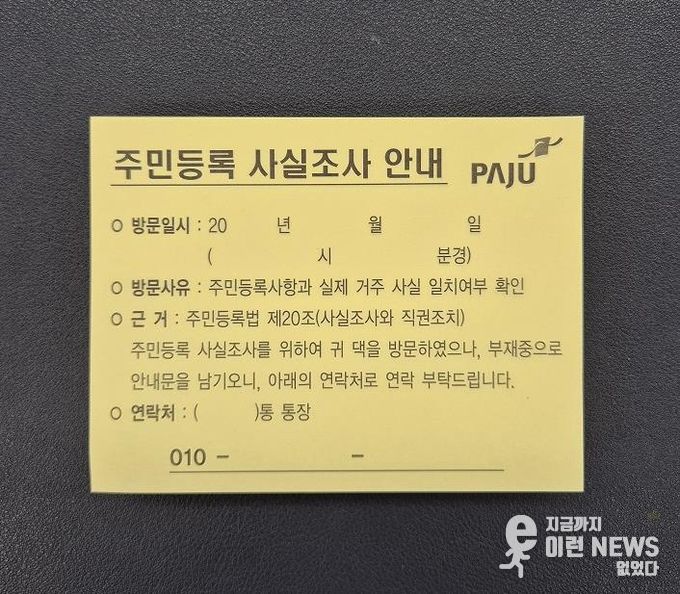 주민등록 사실조사 안내 PAJU
방문일시 : 20 년 월 일
( 시 분경)
방문사유 : 주민등록사항과 실제 거주 사실 일치여부 확인
근 거 : 주민등록법 제20조(사실조사와 직권조치)
주민등록 사실조사를 위하여 귀 댁을 방문하였으나, 부재중으로
안내문을 남기오니, 아래의 연락처로 연락 부탁드립니다.
연락처 : ( )통 통장
010 - -
지금까지
이런 NEWS
없었다